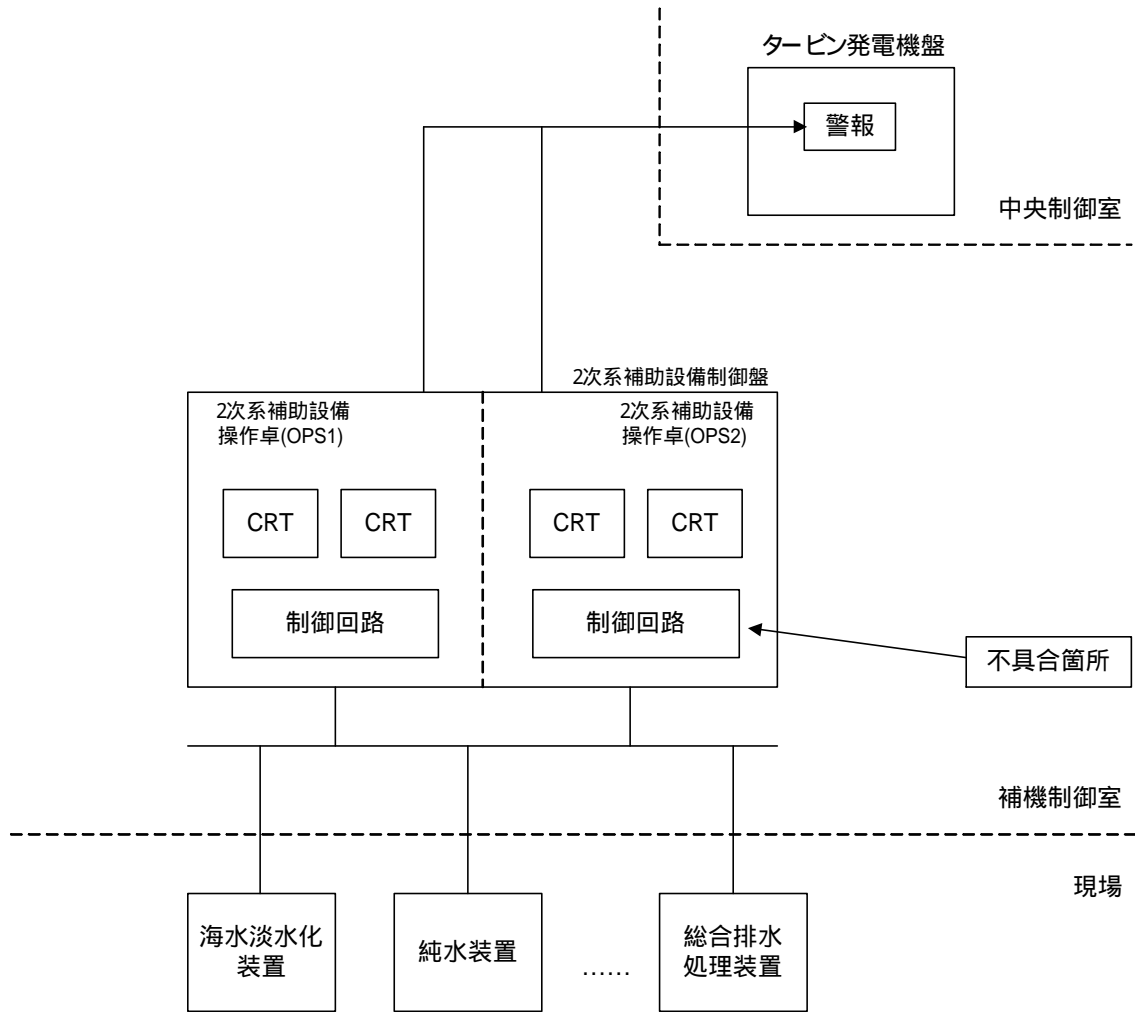 タービン発電機盤
警報
中央制御室
2次系補助設備制御盤
2次系補助設備
操作卓(OPS1)
2次系補助設備
操作卓(OPS2)
CRT
CRT
CRT
CRT
制御回路
制御回路
不具合箇所
補機制御室
現場
海水淡水化
装置
純水装置
……
総合排水
処理装置